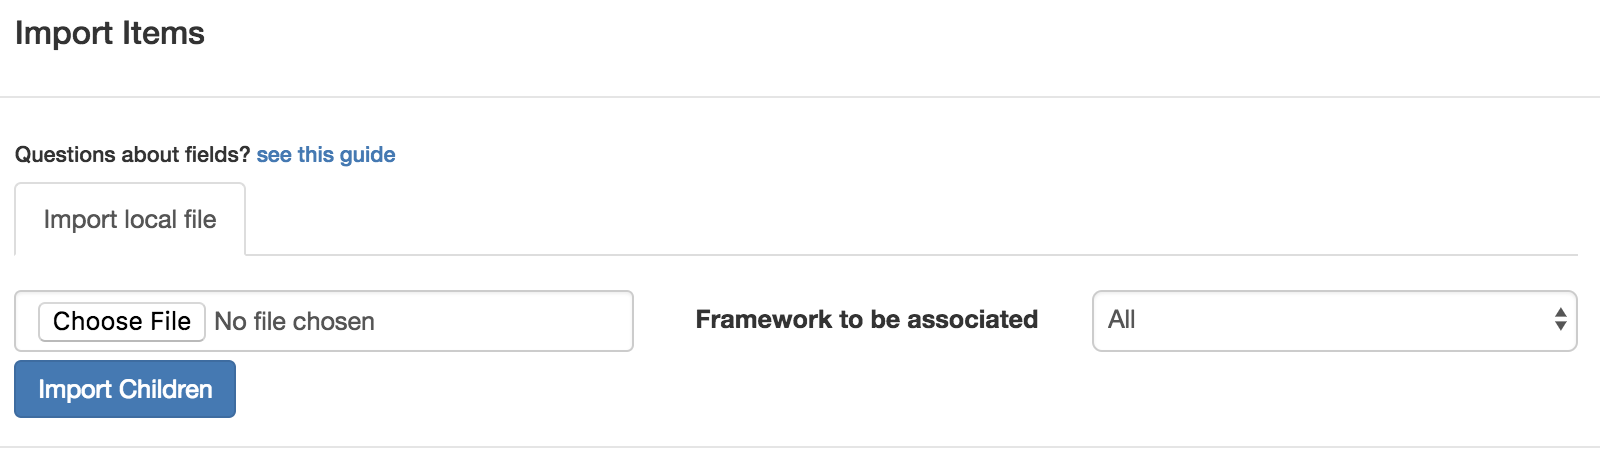 Import Items
Questions about fields? see this guide
Import local file
Choose File No file chosen
Framework to be associated
All
Import Children